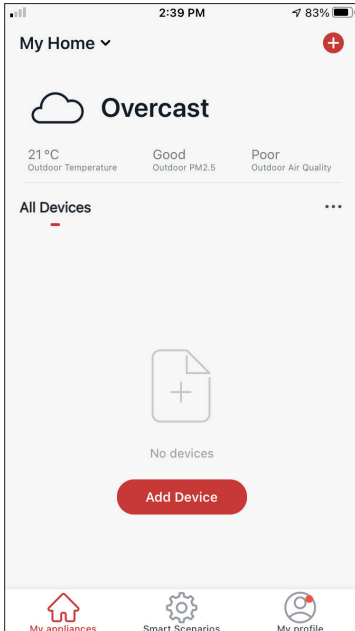 2:39 PM
83%
My Home
Overcast
21 °C Good Poor
Outdoor Temperature Outdoor PM2.5 Outdoor Air Quality
All Devices
No devices
Add Device
My appliances Smart Scenarios My profile